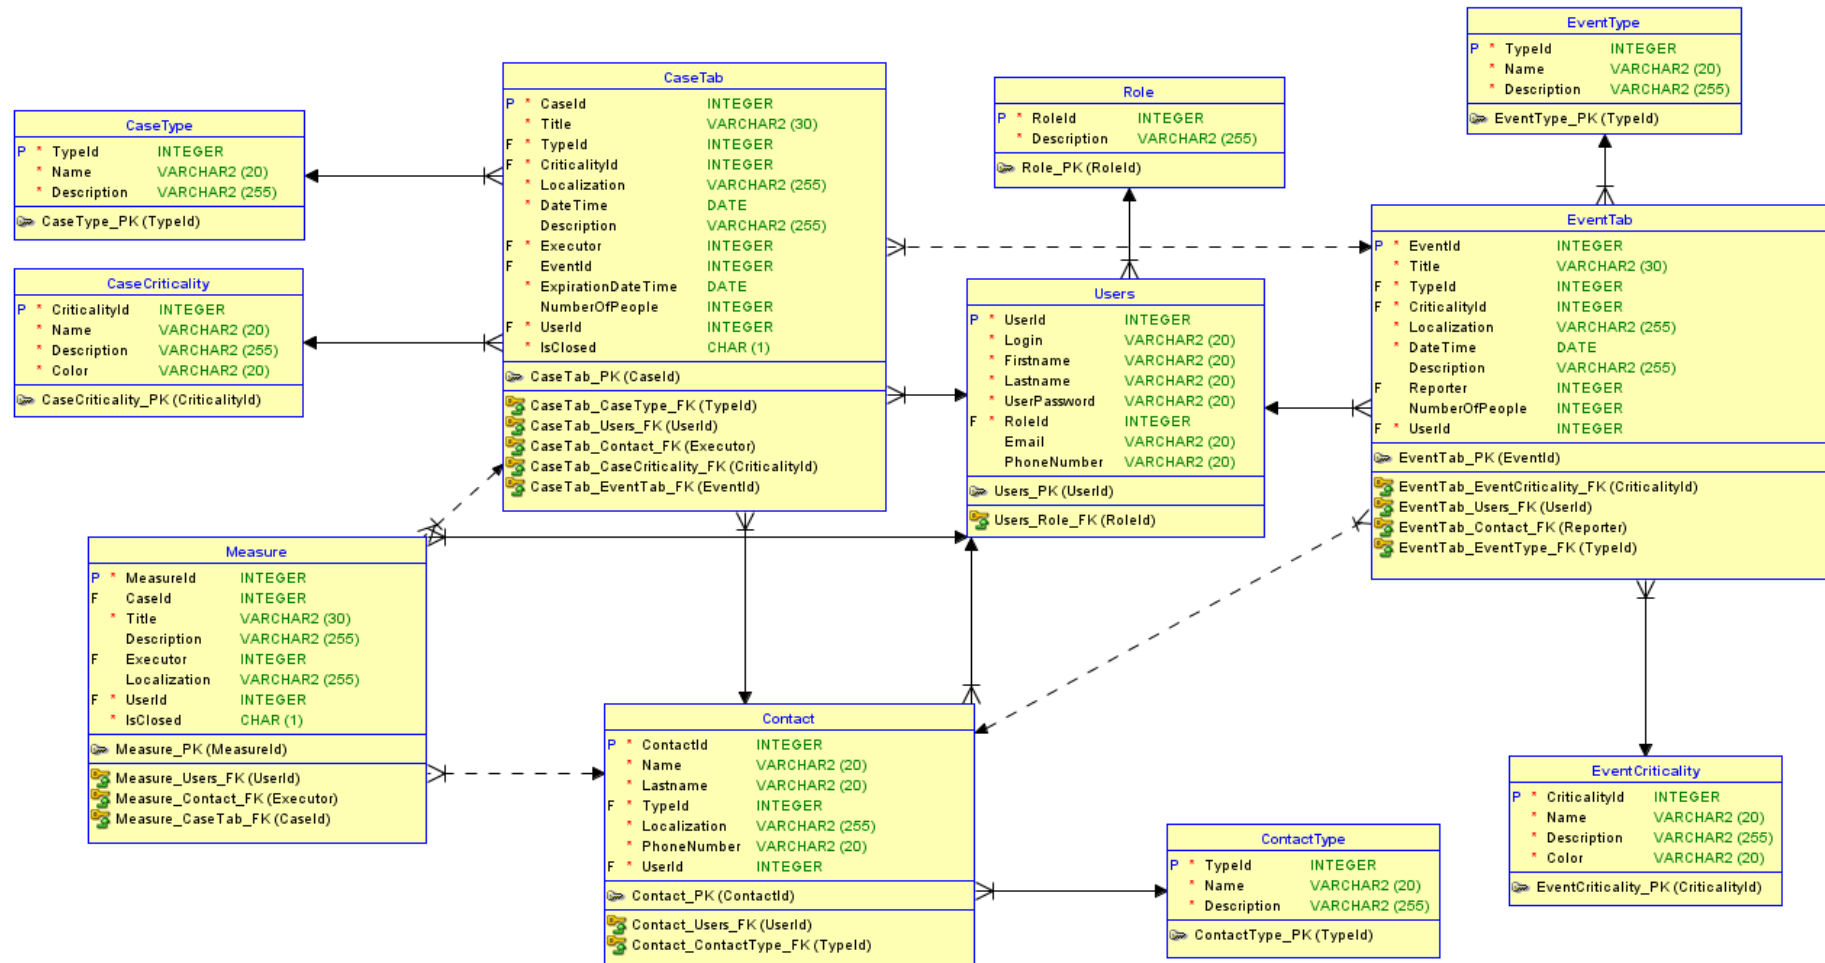 CaseType
P * TypeId INTEGER
* Name VARCHAR2 (20)
* Description VARCHAR2 (255)
CaseType_PK (TypeId)
CaseCriticality
P * CriticalityId INTEGER
* Name VARCHAR2 (20)
* Description VARCHAR2 (255)
* Color VARCHAR2 (20)
CaseCriticality_PK (CriticalityId)
CaseTab
P * CaseId INTEGER
* Title VARCHAR2 (30)
F * TypeId INTEGER
F * CriticalityId INTEGER
* Localization VARCHAR2 (255)
* DateTime DATE
Description VARCHAR2 (255)
F * Executor INTEGER
F EventId INTEGER
* ExpirationDateTime DATE
NumberOfPeople INTEGER
F * UserId INTEGER
* IsClosed CHAR (1)
CaseTab_PK (CaseId)
CaseTab_CaseType_FK (TypeId)
CaseTab_Users_FK (UserId)
CaseTab_Contact_FK (Executor)
CaseTab_CaseCriticality_FK (CriticalityId)
CaseTab_EventTab_FK (EventId)
Role
P * RoleId INTEGER
* Description VARCHAR2 (255)
Role_PK (RoleId)
Users
P * UserId INTEGER
* Login VARCHAR2 (20)
* Firstname VARCHAR2 (20)
* Lastname VARCHAR2 (20)
* UserPassword VARCHAR2 (20)
F * RoleId INTEGER
Email VARCHAR2 (20)
PhoneNumber VARCHAR2 (20)
Users_PK (UserId)
Users_Role_FK (RoleId)
EventType
P * TypeId INTEGER
* Name VARCHAR2 (20)
* Description VARCHAR2 (255)
EventType_PK (TypeId)
EventTab
P * EventId INTEGER
* Title VARCHAR2 (30)
F * TypeId INTEGER
F * CriticalityId INTEGER
* Localization VARCHAR2 (255)
* DateTime DATE
Description VARCHAR2 (255)
F Reporter INTEGER
NumberOfPeople INTEGER
F * UserId INTEGER
EventTab_PK (EventId)
EventTab_EventCriticality_FK (CriticalityId)
EventTab_Users_FK (UserId)
EventTab_Contact_FK (Reporter)
EventTab_EventType_FK (TypeId)
Measure
P * MeasureId INTEGER
F CaseId INTEGER
* Title VARCHAR2 (30)
Description VARCHAR2 (255)
F Executor INTEGER
Localization VARCHAR2 (255)
F * UserId INTEGER
* IsClosed CHAR (1)
Measure_PK (MeasureId)
Measure_Users_FK (UserId)
Measure_Contact_FK (Executor)
Measure_CaseTab_FK (CaseId)
Contact
P * ContactId INTEGER
* Name VARCHAR2 (20)
* Lastname VARCHAR2 (20)
F * TypeId INTEGER
* Localization VARCHAR2 (255)
* PhoneNumber VARCHAR2 (20)
F * UserId INTEGER
Contact_PK (ContactId)
Contact_Users_FK (UserId)
Contact_ContactType_FK (TypeId)
ContactType
P * TypeId INTEGER
* Name VARCHAR2 (20)
* Description VARCHAR2 (255)
ContactType_PK (TypeId)
EventCriticality
P * CriticalityId INTEGER
* Name VARCHAR2 (20)
* Description VARCHAR2 (255)
* Color VARCHAR2 (20)
EventCriticality_PK (CriticalityId)